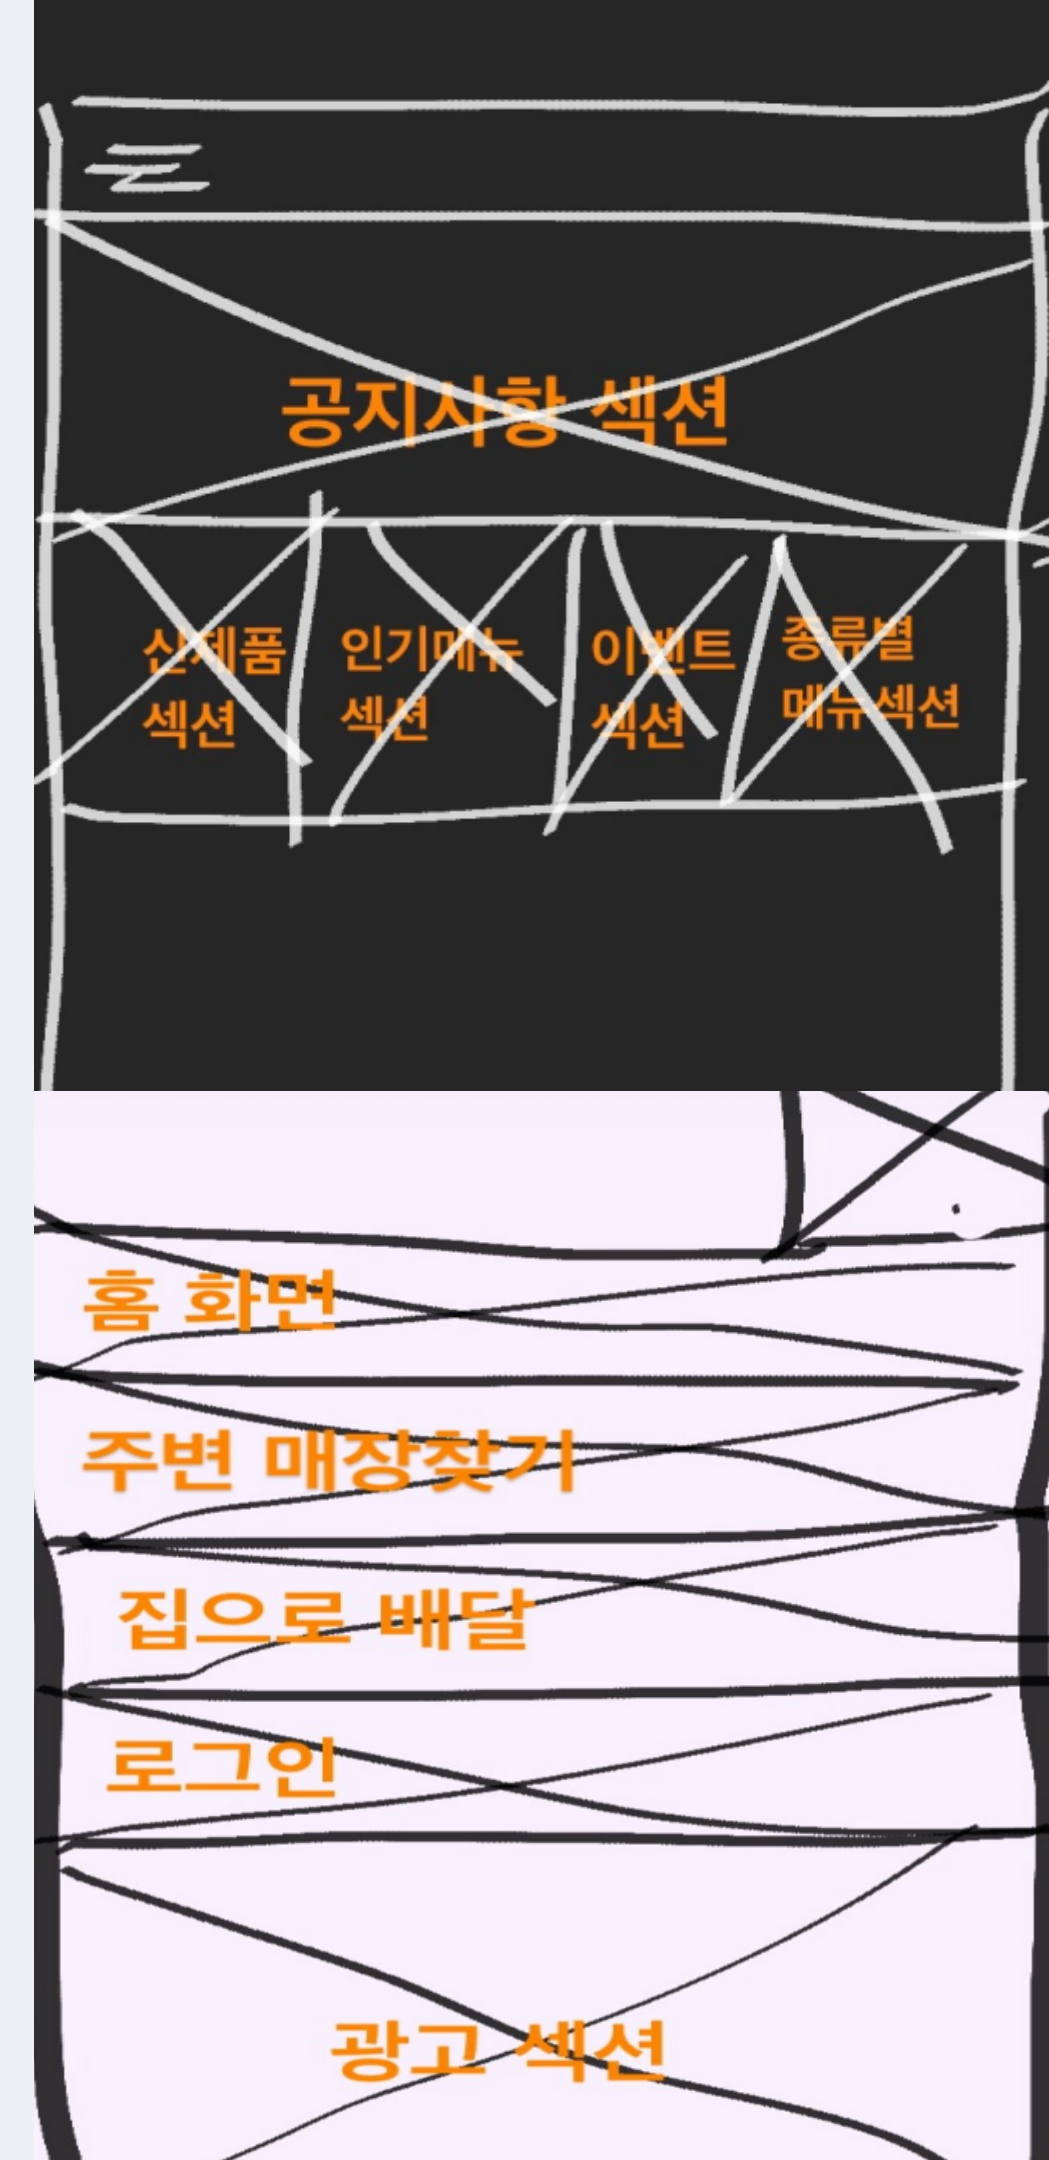 공지사항 섹션
신제품
섹션
인기메뉴
섹션
이벤트
섹션
종류별
메뉴섹션
홈 화면
주변 매장찾기
집으로 배달
로그인
광고 섹션